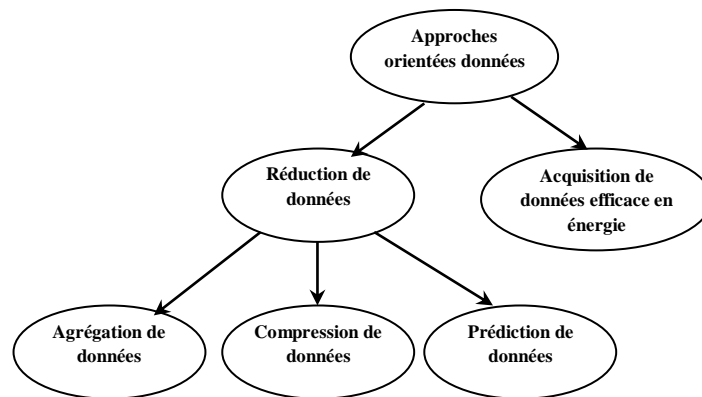 Approches
orientées données
Réduction de
données
Acquisition de
données efficace en
énergie
Agrégation de
données
Compression de
données
Prédiction de
données